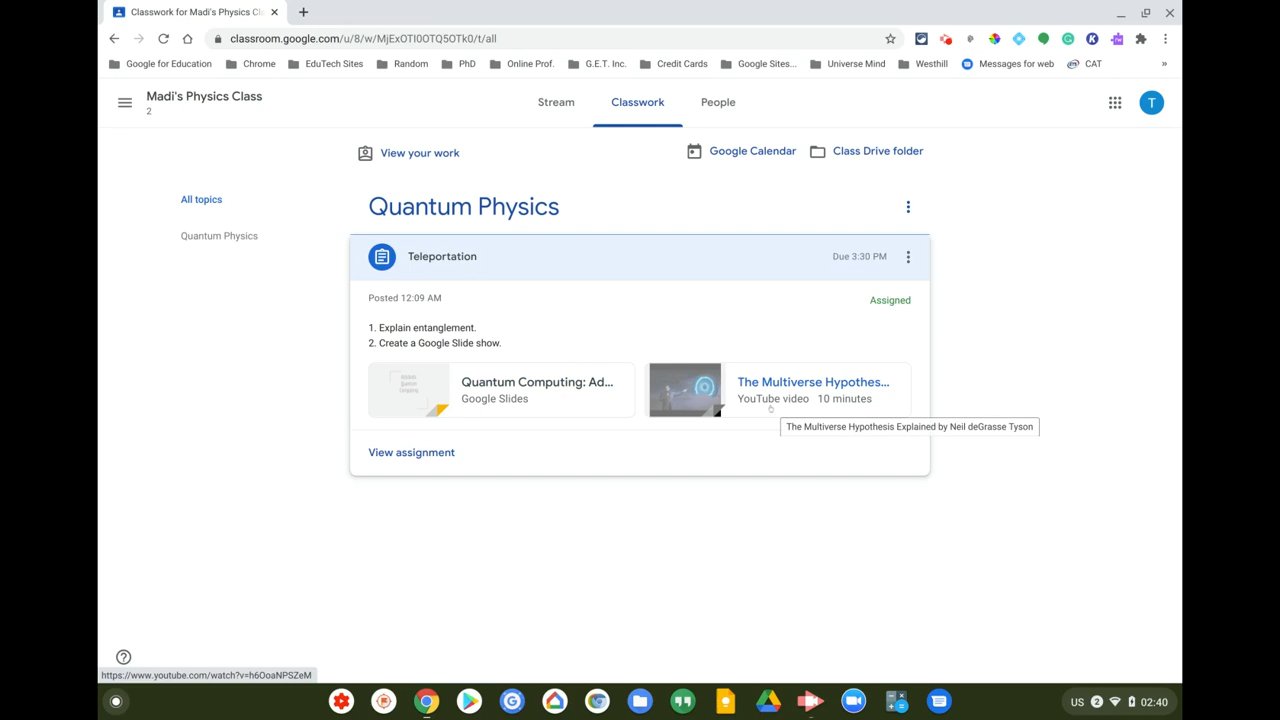 Classwork for Madi's Physics Cl
classroom.google.com/u/8/w/MjExOTI0OTQ5OTk0/t/all
Google for Education Chrome EduTech Sites Random PhD Online Prof. G.E.T. Inc. Credit Cards Google Sites... Universe Mind Westhill Messages for web CAT »
Madi's Physics Class
2
Stream Classwork People
T
View your work
Google Calendar Class Drive folder
All topics
Quantum Physics
Quantum Physics
Teleportation
Due 3:30 PM
Posted 12:09 AM
Assigned
1. Explain entanglement.
2. Create a Google Slide show.
Quantum Computing: Ad...
Google Slides
The Multiverse Hypothes...
YouTube video 10 minutes
The Multiverse Hypothesis Explained by Neil deGrasse Tyson
View assignment
https://www.youtube.com/watch?v=h6OoaNPSZeM
US 2 02:40